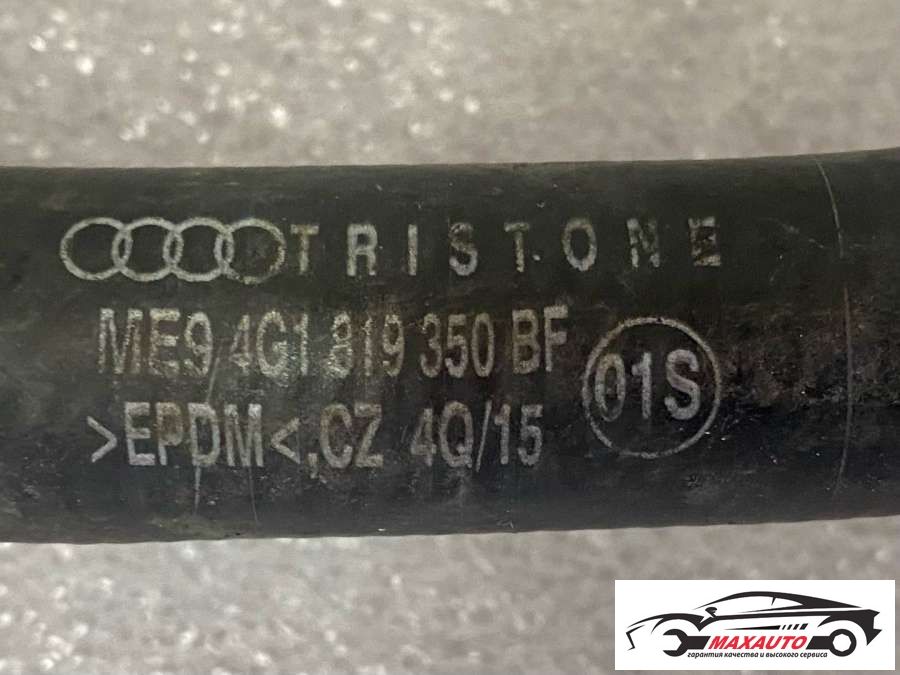 TRISTONE
ME9 4G1 819 350 BF
01S
>EPDM<,CZ 4Q/15
MAXAUTO
гарантия качества и высокого сервиса